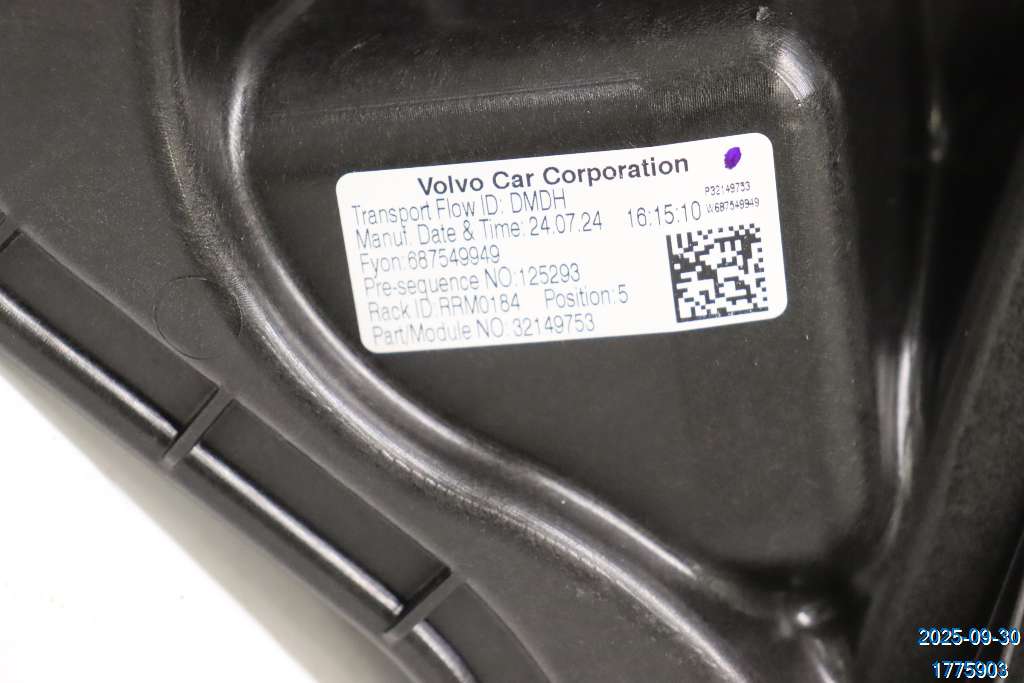 Volvo Car Corporation
Transport Flow ID: DMDH
Manuf. Date & Time: 24.07.24 16:15:10
Fyon: 687549949
Pre-sequence NO: 125293
Rack ID: RRM0184 Position: 5
Part/Module NO: 32149753
P32149753
W687549949
2025-09-30
1775903